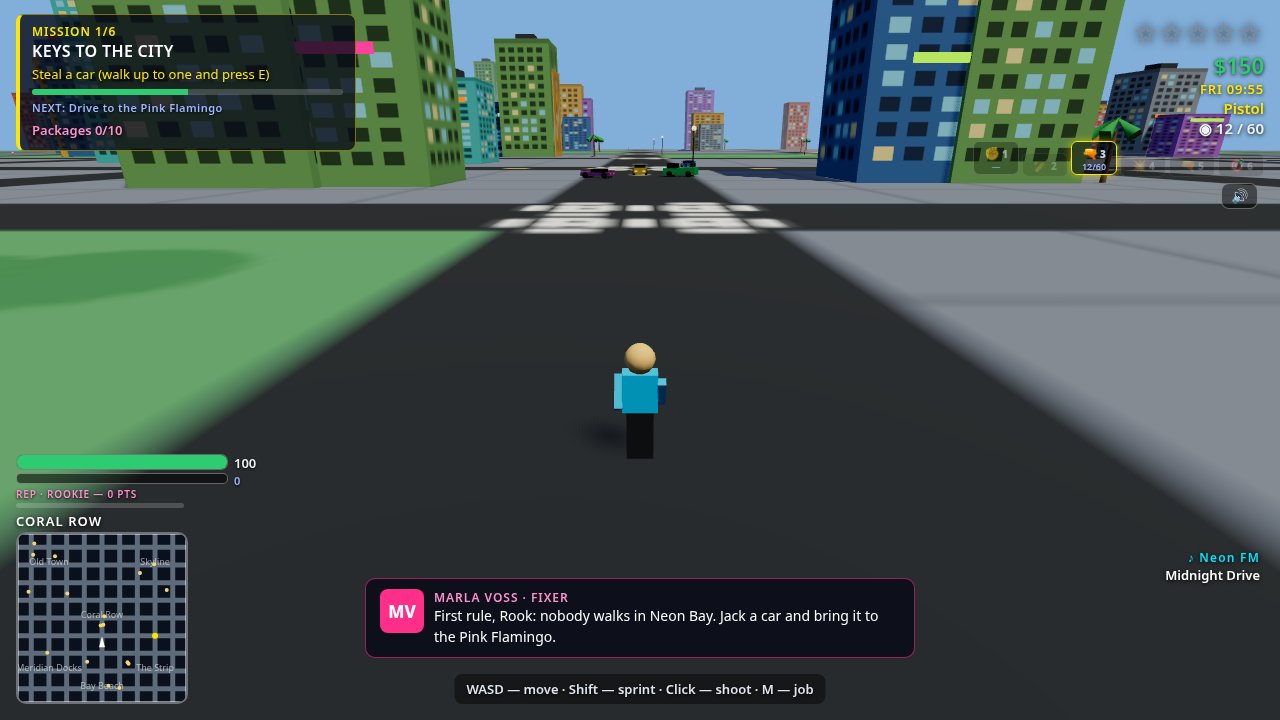 MISSION 1/6
KEYS TO THE CITY
Steal a car (walk up to one and press E)
NEXT: Drive to the Pink Flamingo
Packages 0/10
$150
FRI 09:55
Pistol
12 / 60
1
—
2
3
12/60
4
5
6
100
0
REP · ROOKIE — 0 PTS
CORAL ROW
Old Town
Skyline
Coral Row
Meridian Docks
The Strip
Bay Beach
♪ Neon FM
Midnight Drive
MV
MARLA VOSS · FIXER
First rule, Rook: nobody walks in Neon Bay. Jack a car and bring it to
the Pink Flamingo.
WASD — move · Shift — sprint · Click — shoot · M — job